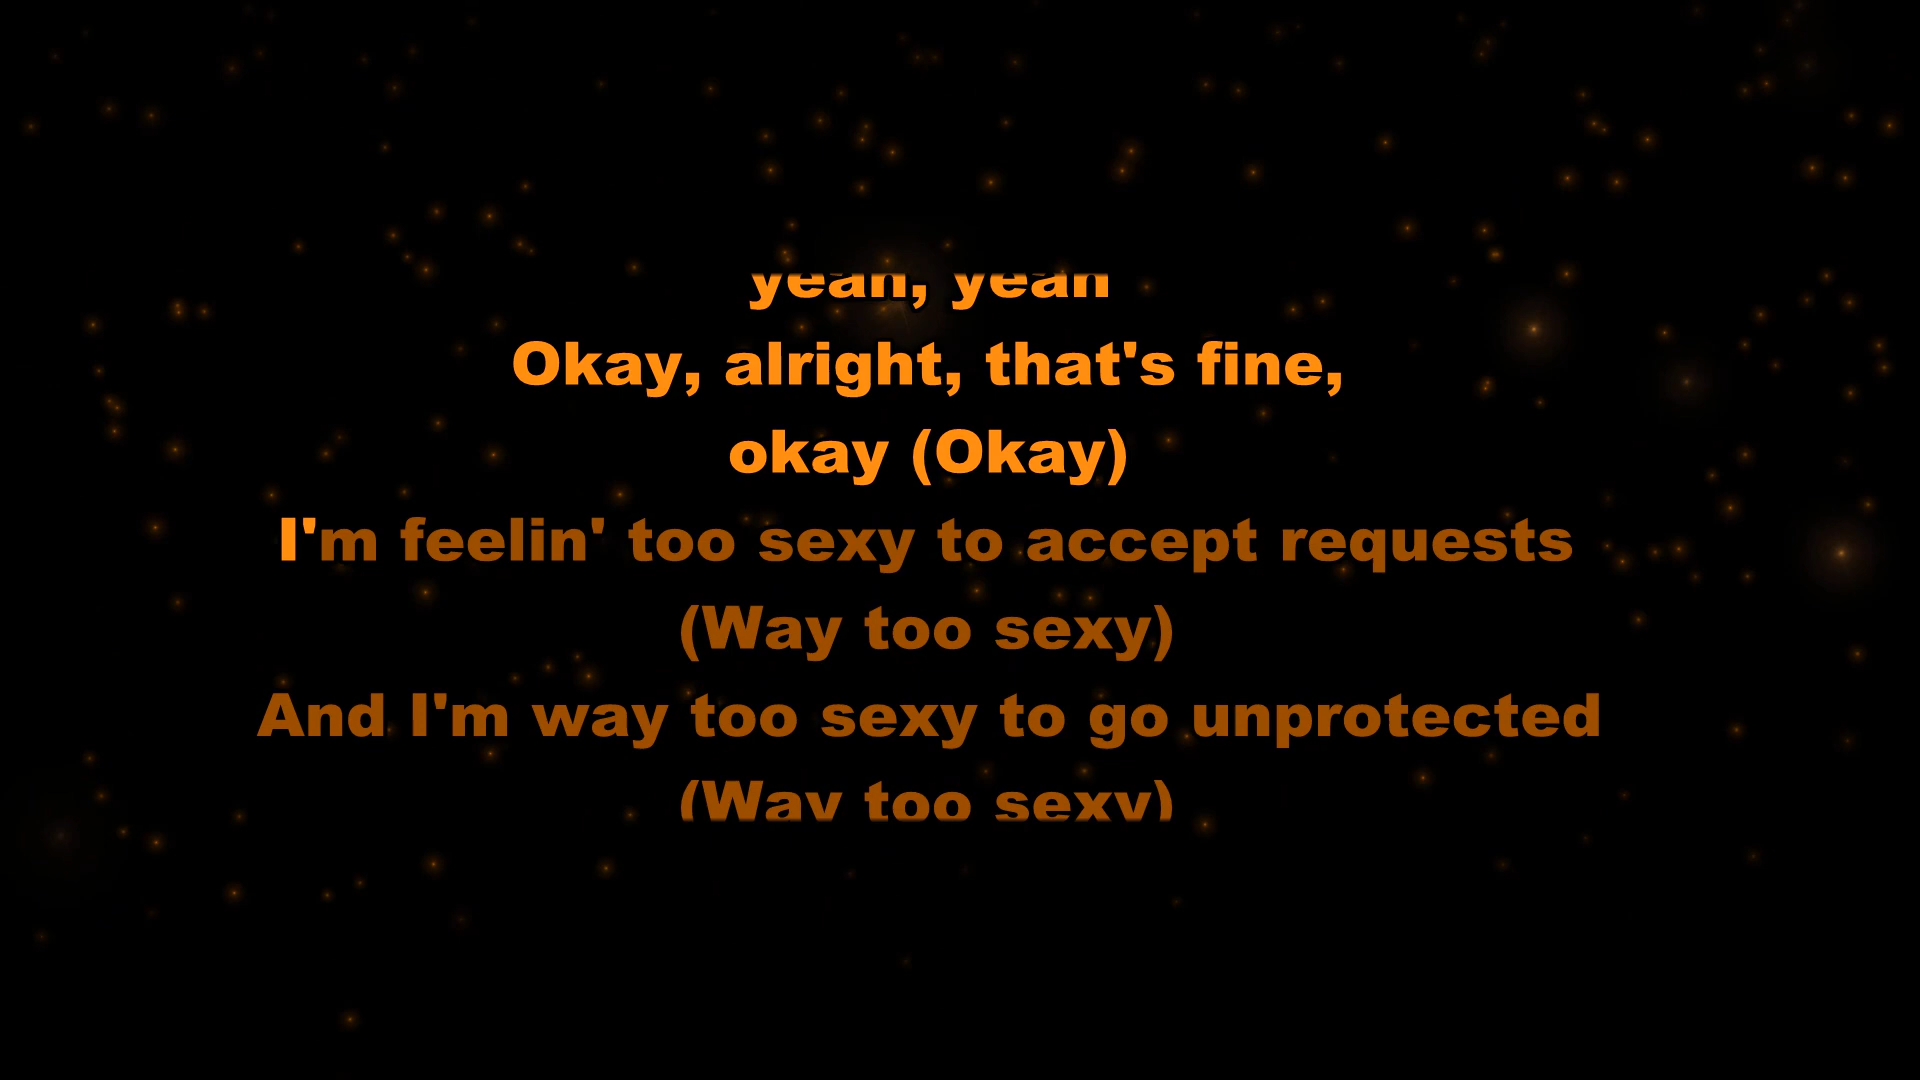 yeah, yeah
Okay, alright, that's fine,
okay (Okay)
I'm feelin' too sexy to accept requests
(Way too sexy)
And I'm way too sexy to go unprotected
(Way too sexy)